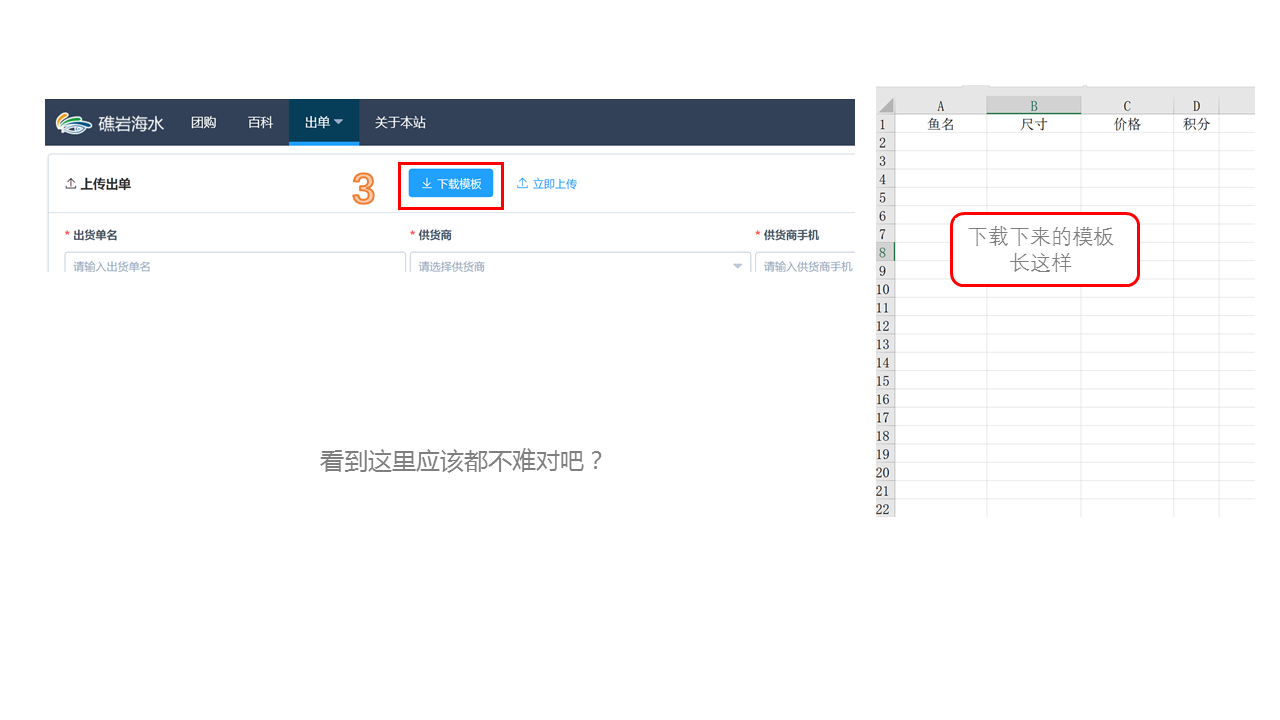 礁岩海水 团购 百科 出单 关于本站
上传出单 3 下载模板 立即上传
* 出货单名 * 供货商 * 供货商手机
请输入出货单名 请选择供货商 请输入供货商手机
看到这里应该都不难对吧？
A B C D
1 鱼名 尺寸 价格 积分
2
3
4
5
6
7
8
9
10
11
12
13
14
15
16
17
18
19
20
21
22
下载下来的模板
长这样